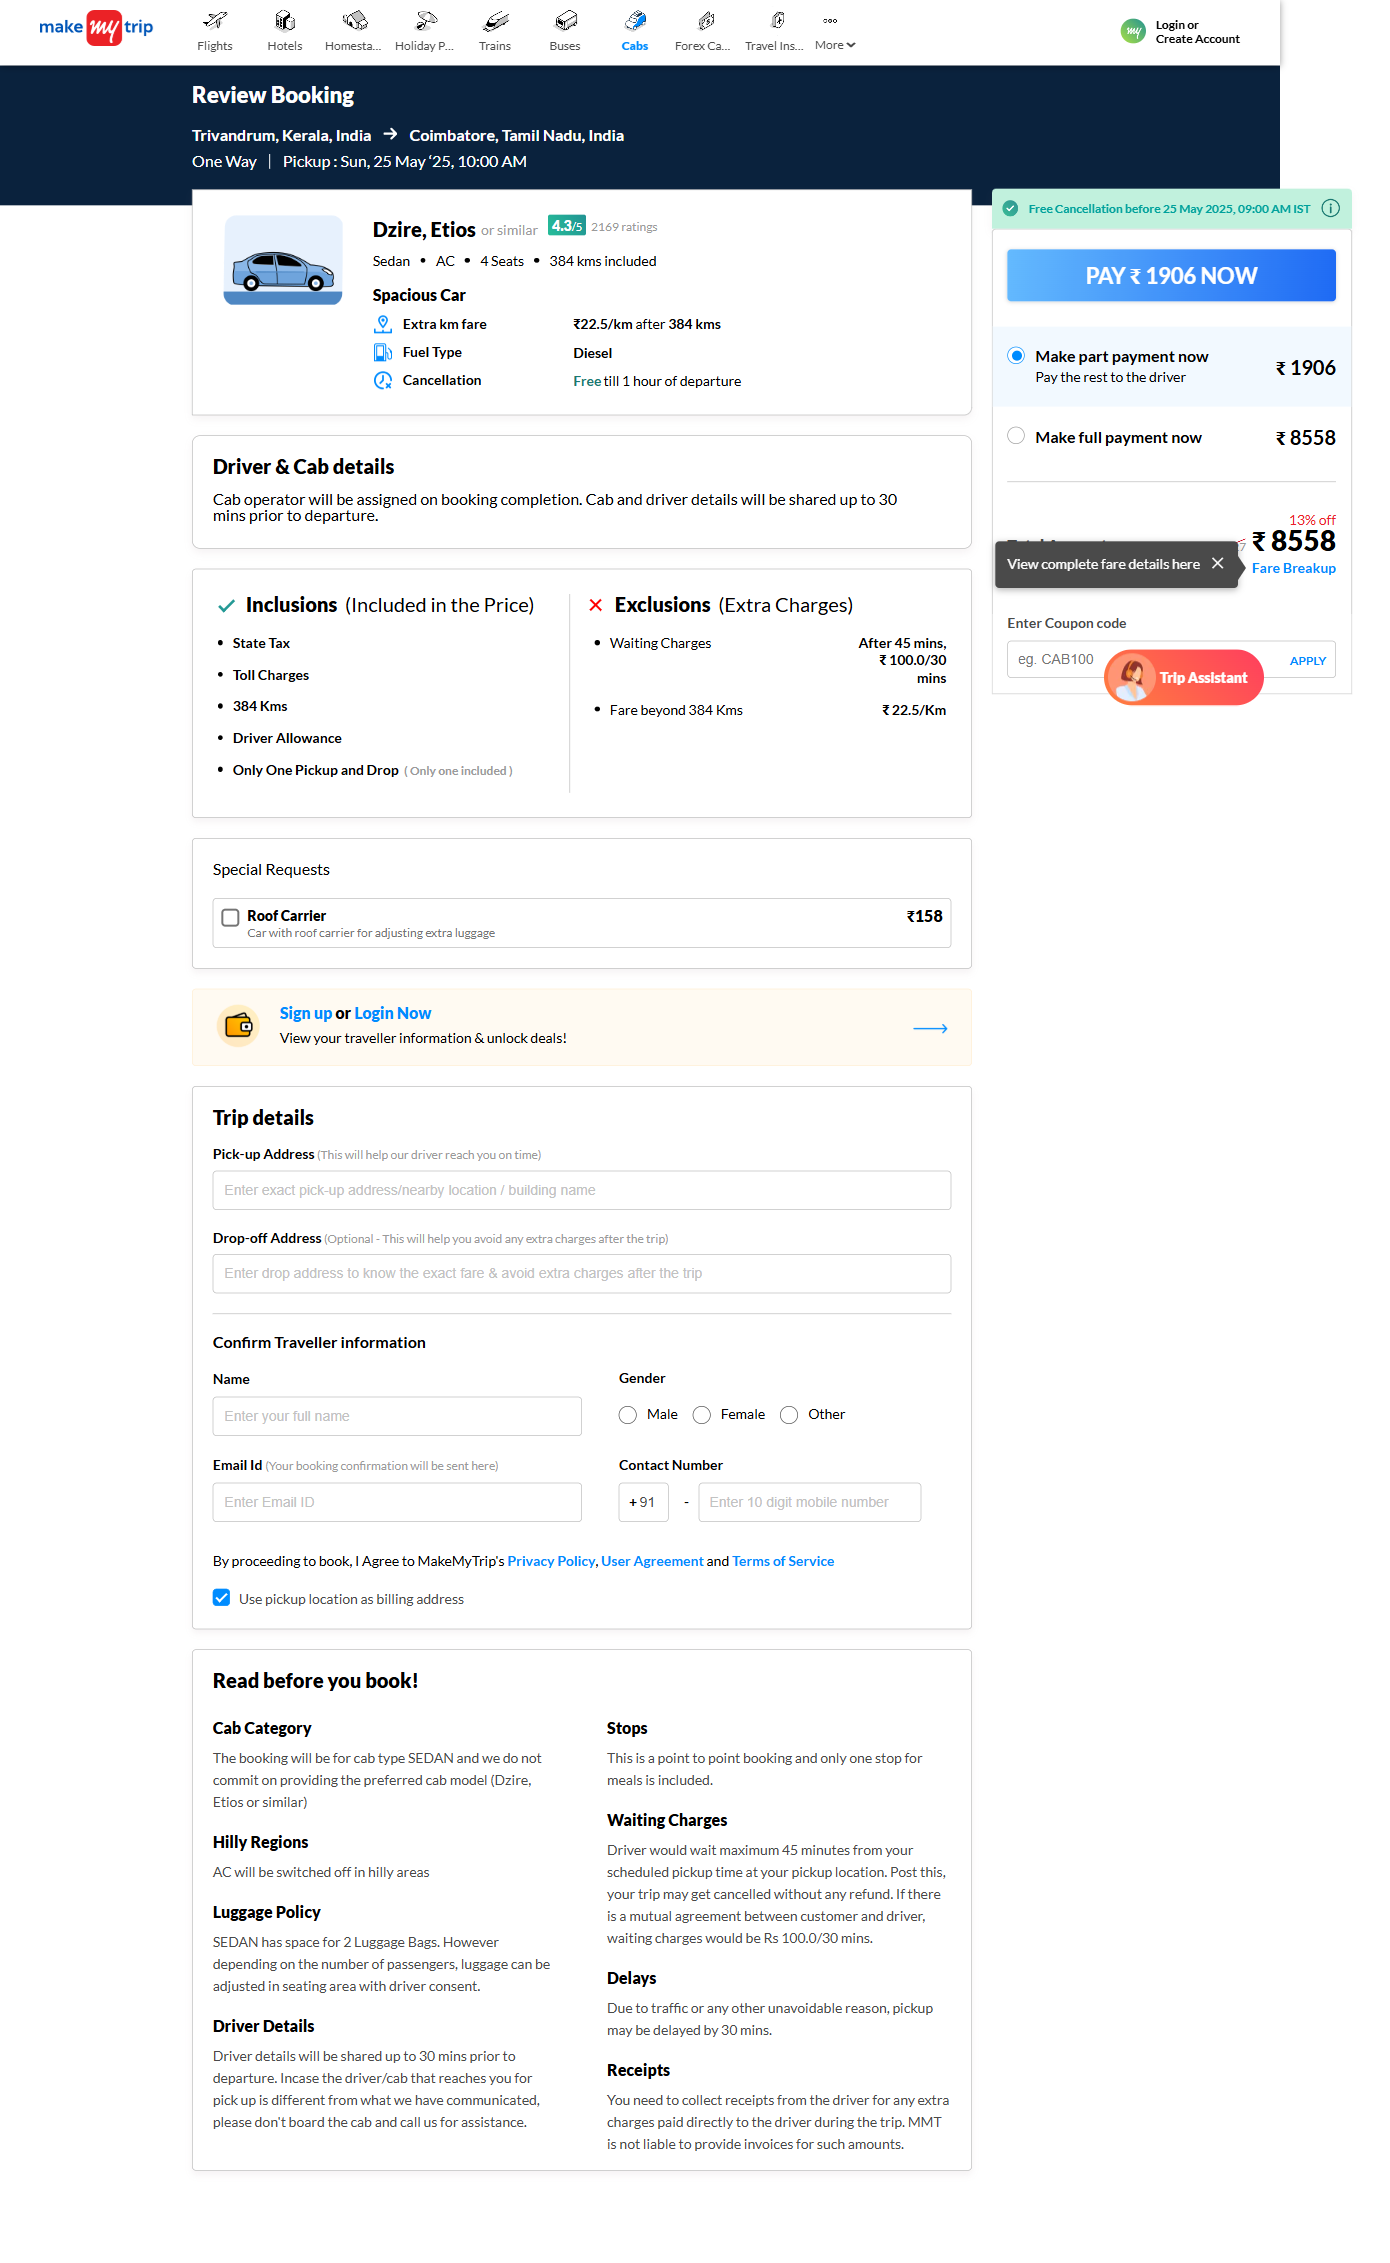 make my trip
Flights
Hotels
Homesta...
Holiday P...
Trains
Buses
Cabs
Forex Ca...
Travel Ins...
More
my
Login or
Create Account
Review Booking
Trivandrum, Kerala, India → Coimbatore, Tamil Nadu, India
One Way | Pickup : Sun, 25 May ‘25, 10:00 AM
Dzire, Etios or similar 4.3/5 2169 ratings
Sedan • AC • 4 Seats • 384 kms included
Spacious Car
Extra km fare ₹22.5/km after 384 kms
Fuel Type Diesel
Cancellation Free till 1 hour of departure
Free Cancellation before 25 May 2025, 09:00 AM IST
PAY ₹ 1906 NOW
Make part payment now ₹ 1906
Pay the rest to the driver
Make full payment now ₹ 8558
13% off
₹ 8558
View complete fare details here ✕
Fare Breakup
Enter Coupon code
eg. CAB100 APPLY
Trip Assistant
Driver & Cab details
Cab operator will be assigned on booking completion. Cab and driver details will be shared up to 30
mins prior to departure.
Inclusions (Included in the Price)
• State Tax
• Toll Charges
• 384 Kms
• Driver Allowance
• Only One Pickup and Drop ( Only one included )
Exclusions (Extra Charges)
• Waiting Charges After 45 mins,
₹ 100.0/30
mins
• Fare beyond 384 Kms ₹ 22.5/Km
Special Requests
Roof Carrier ₹158
Car with roof carrier for adjusting extra luggage
Sign up or Login Now
View your traveller information & unlock deals!
Trip details
Pick-up Address (This will help our driver reach you on time)
Enter exact pick-up address/nearby location / building name
Drop-off Address (Optional - This will help you avoid any extra charges after the trip)
Enter drop address to know the exact fare & avoid extra charges after the trip
Confirm Traveller information
Name
Enter your full name
Gender
Male Female Other
Email Id (Your booking confirmation will be sent here)
Enter Email ID
Contact Number
+91 - Enter 10 digit mobile number
By proceeding to book, I Agree to MakeMyTrip's Privacy Policy, User Agreement and Terms of Service
Use pickup location as billing address
Read before you book!
Cab Category
The booking will be for cab type SEDAN and we do not
commit on providing the preferred cab model (Dzire,
Etios or similar)
Hilly Regions
AC will be switched off in hilly areas
Luggage Policy
SEDAN has space for 2 Luggage Bags. However
depending on the number of passengers, luggage can be
adjusted in seating area with driver consent.
Driver Details
Driver details will be shared up to 30 mins prior to
departure. Incase the driver/cab that reaches you for
pick up is different from what we have communicated,
please don't board the cab and call us for assistance.
Stops
This is a point to point booking and only one stop for
meals is included.
Waiting Charges
Driver would wait maximum 45 minutes from your
scheduled pickup time at your pickup location. Post this,
your trip may get cancelled without any refund. If there
is a mutual agreement between customer and driver,
waiting charges would be Rs 100.0/30 mins.
Delays
Due to traffic or any other unavoidable reason, pickup
may be delayed by 30 mins.
Receipts
You need to collect receipts from the driver for any extra
charges paid directly to the driver during the trip. MMT
is not liable to provide invoices for such amounts.